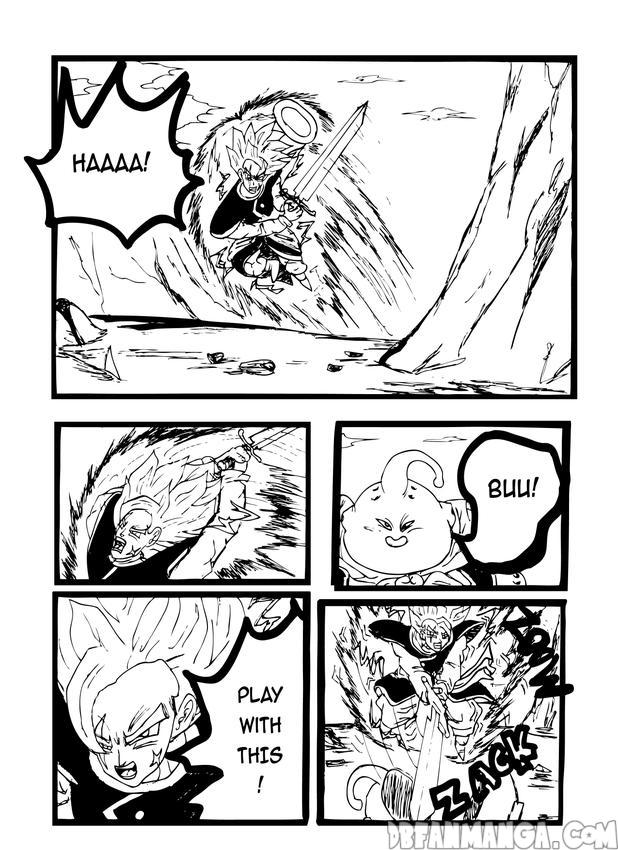 HAAAA!
BUU!
PLAY
WITH
THIS
!
ZOOM
ZACK
DBFANMANGA.COM